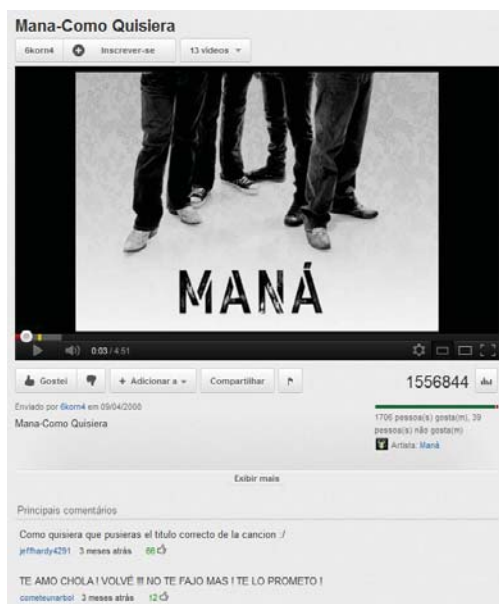 Mana-Como Quisiera
6korn4 Inscrever-se 13 vídeos
MANÁ
0:03 / 4:51
Gostei Adicionar a Compartilhar 1556844
Enviado por 6korn4 em 09/04/2008
Mana-Como Quisiera
1706 pessoa(s) gosta(m), 39
pessoa(s) não gosta(m)
Artista: Maná
Exibir mais
Principais comentários
Como quisiera que pusieras el titulo correcto de la cancion :/
jeffhardy4291 3 meses atrás 66
TE AMO CHOLA ! VOLVÉ !!! NO TE FAJO MAS ! TE LO PROMETO !
cometeunarbol 3 meses atrás 12